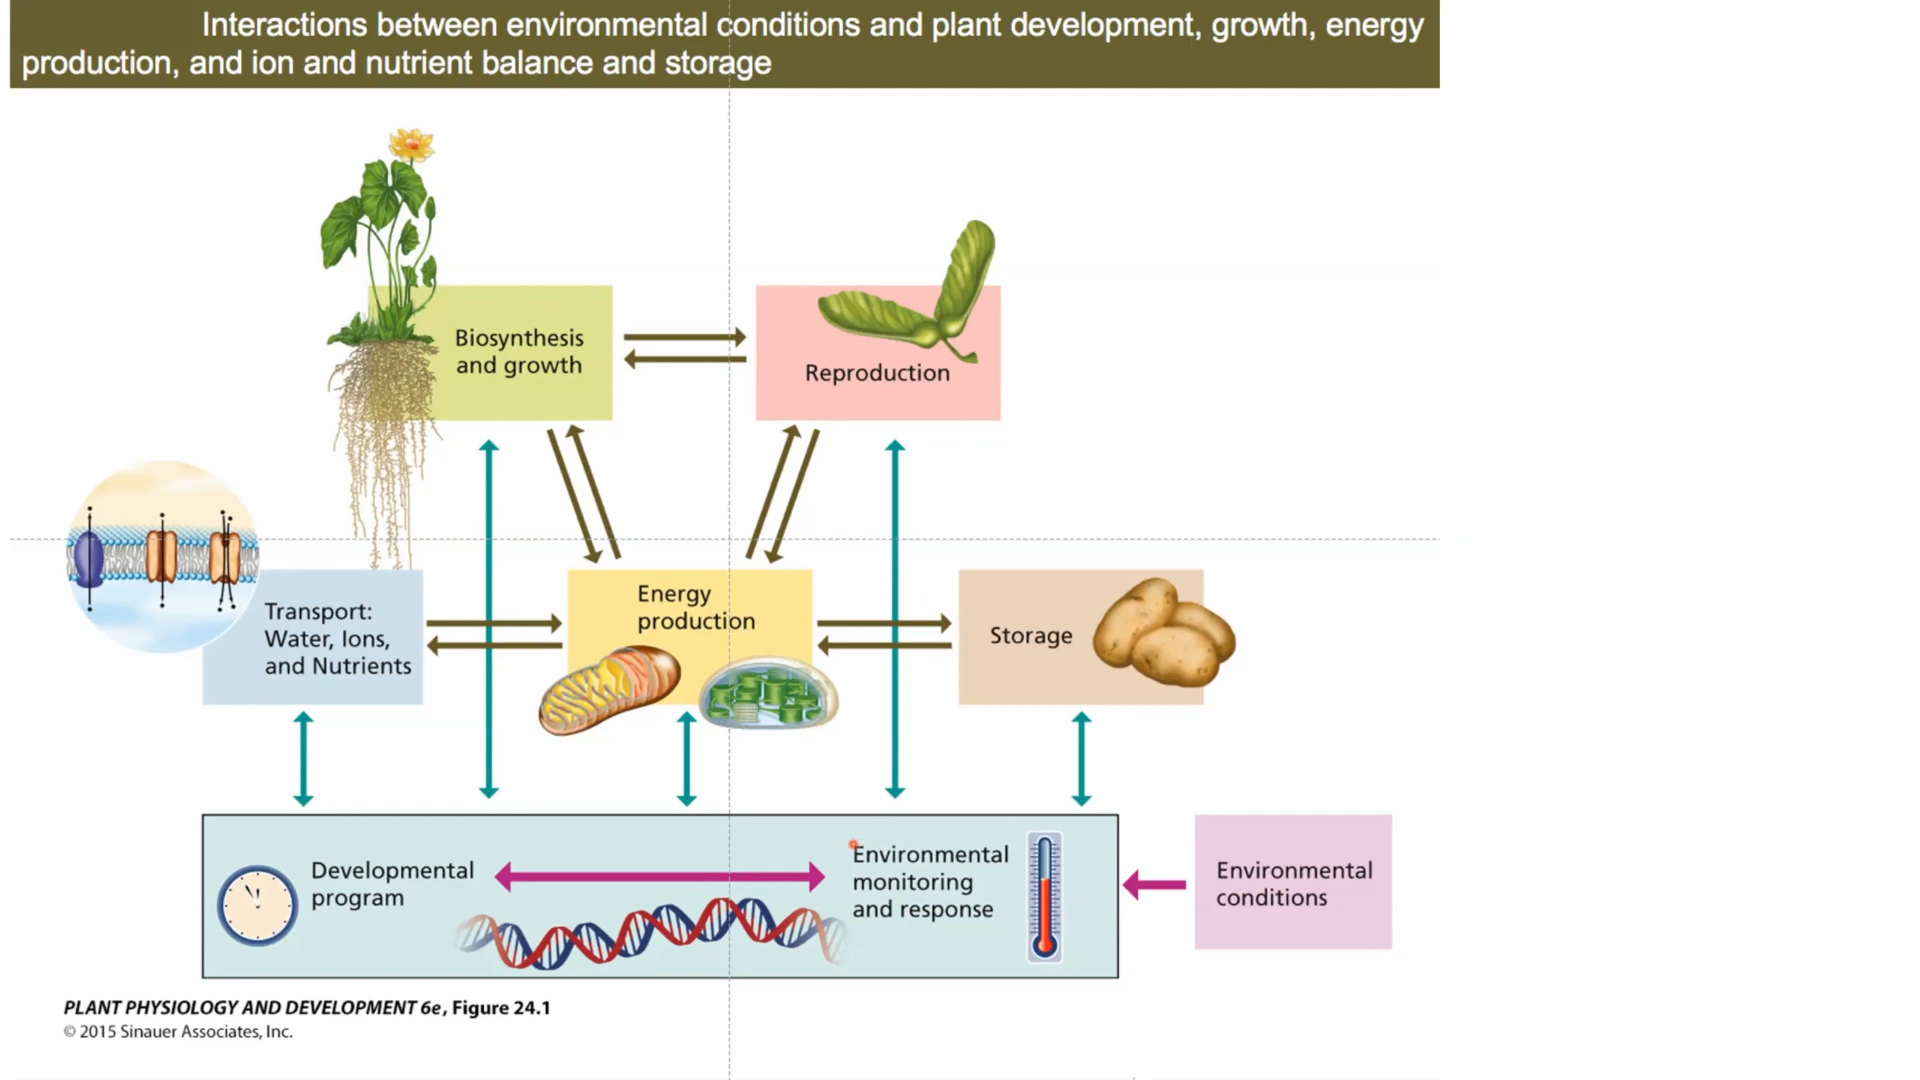 Interactions between environmental conditions and plant development, growth, energy
production, and ion and nutrient balance and storage
Biosynthesis
and growth
Reproduction
Transport:
Water, Ions,
and Nutrients
Energy
production
Storage
Developmental
program
Environmental
monitoring
and response
Environmental
conditions
PLANT PHYSIOLOGY AND DEVELOPMENT 6e, Figure 24.1
© 2015 Sinauer Associates, Inc.